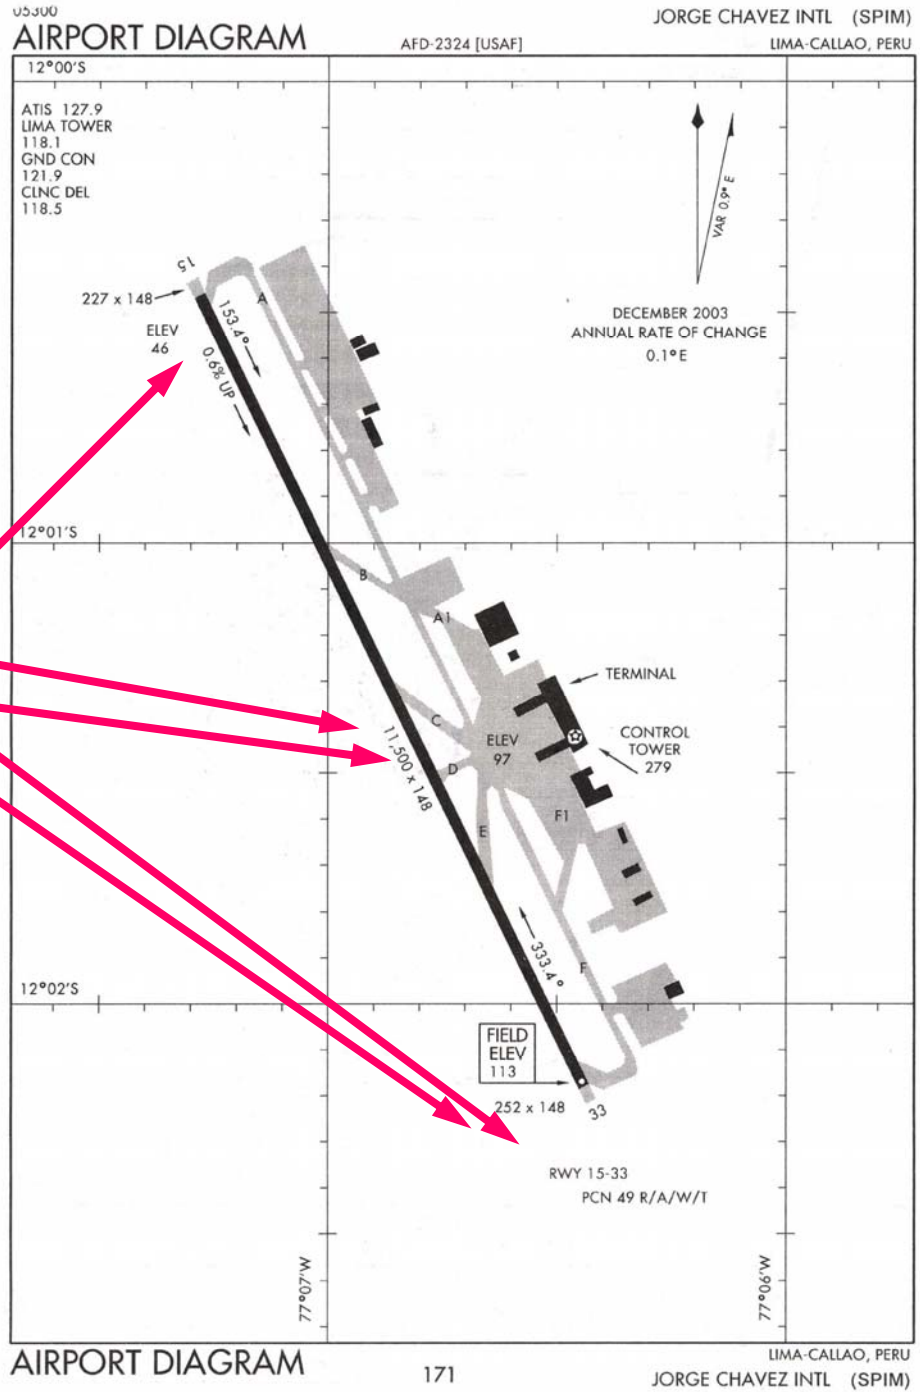 05300
AIRPORT DIAGRAM
AFD-2324 [USAF]
JORGE CHAVEZ INTL (SPIM)
LIMA-CALLAO, PERU
12°00'S
ATIS 127.9
LIMA TOWER
118.1
GND CON
121.9
CLNC DEL
118.5
VAR 0.9° E
DECEMBER 2003
ANNUAL RATE OF CHANGE
0.1° E
15
227 x 148
ELEV
46
153.4°
0.6% UP
A
12°01'S
B
A1
TERMINAL
C
ELEV
97
CONTROL
TOWER
279
D
11,500 x 148
F1
E
333.4°
F
12°02'S
FIELD
ELEV
113
252 x 148
33
RWY 15-33
PCN 49 R/A/W/T
77°07'W
77°06'W
AIRPORT DIAGRAM
171
LIMA-CALLAO, PERU
JORGE CHAVEZ INTL (SPIM)